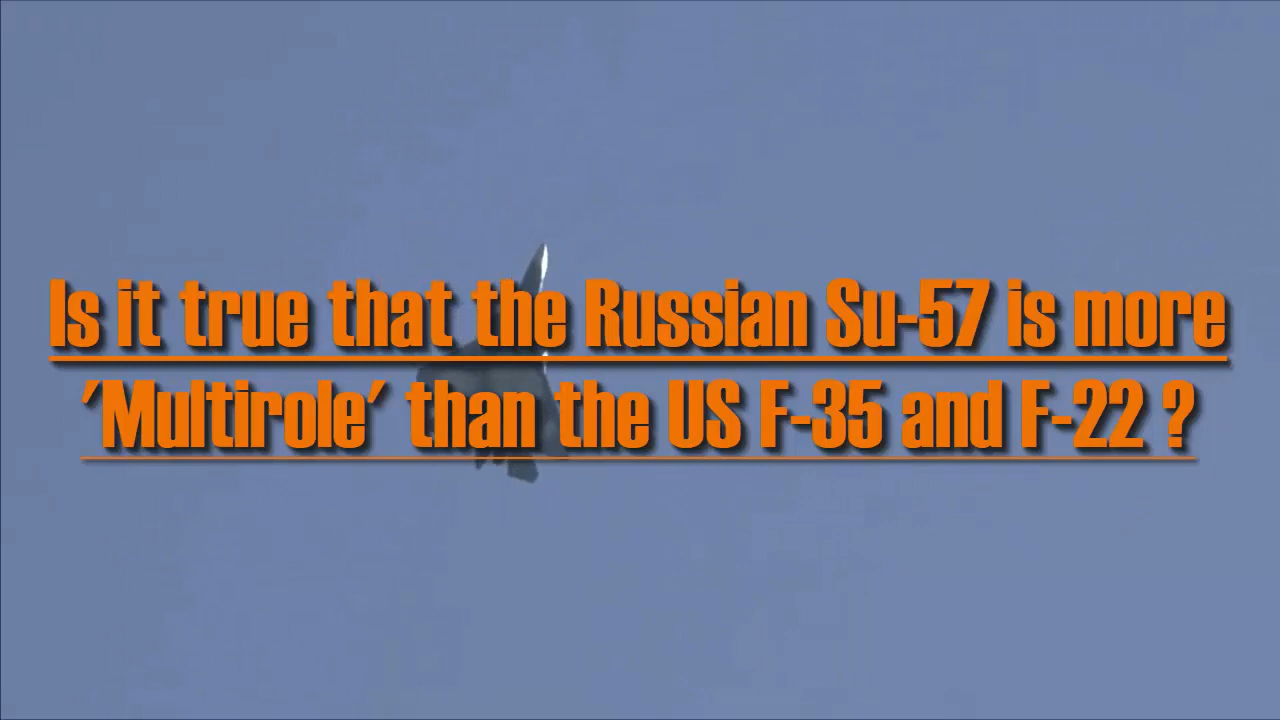 Is it true that the Russian Su-57 is more
'Multirole' than the US F-35 and F-22 ?